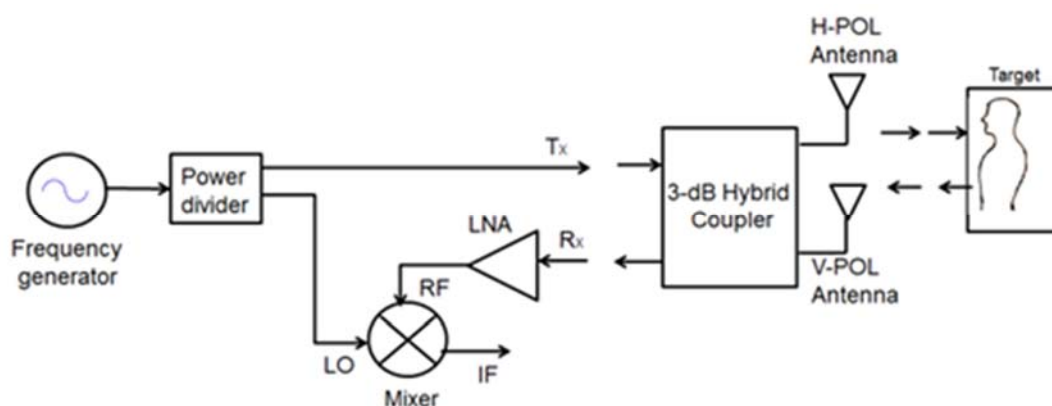 H-POL
Antenna
Target
Tx
Power
divider
3-dB Hybrid
Coupler
LNA
Rx
Frequency
generator
RF
V-POL
Antenna
LO
IF
Mixer